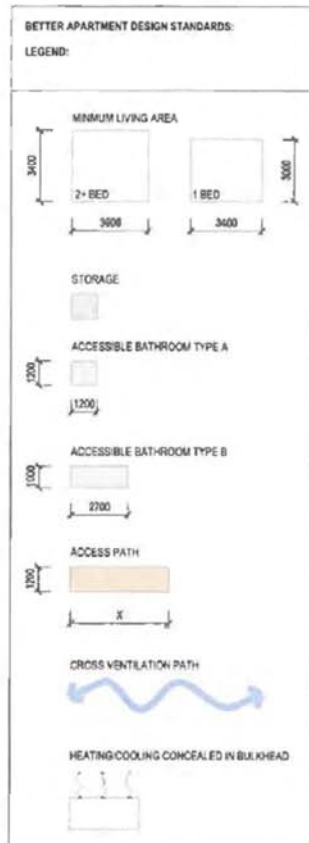 BETTER APARTMENT DESIGN STANDARDS:
LEGEND:
MINMUM LIVING AREA
3400
2+ BED
3600
1 BED
3000
3400
STORAGE
ACCESSIBLE BATHROOM TYPE A
1200
1200
ACCESSIBLE BATHROOM TYPE B
1000
2700
ACCESS PATH
1200
X
CROSS VENTILATION PATH
HEATING/COOLING CONCEALED IN BULKHEAD